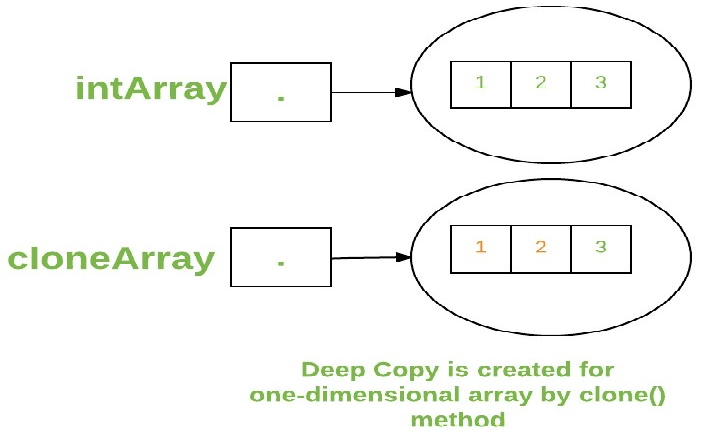 intArray . 1 2 3
cloneArray . 1 2 3
Deep Copy is created for
one-dimensional array by clone()
method